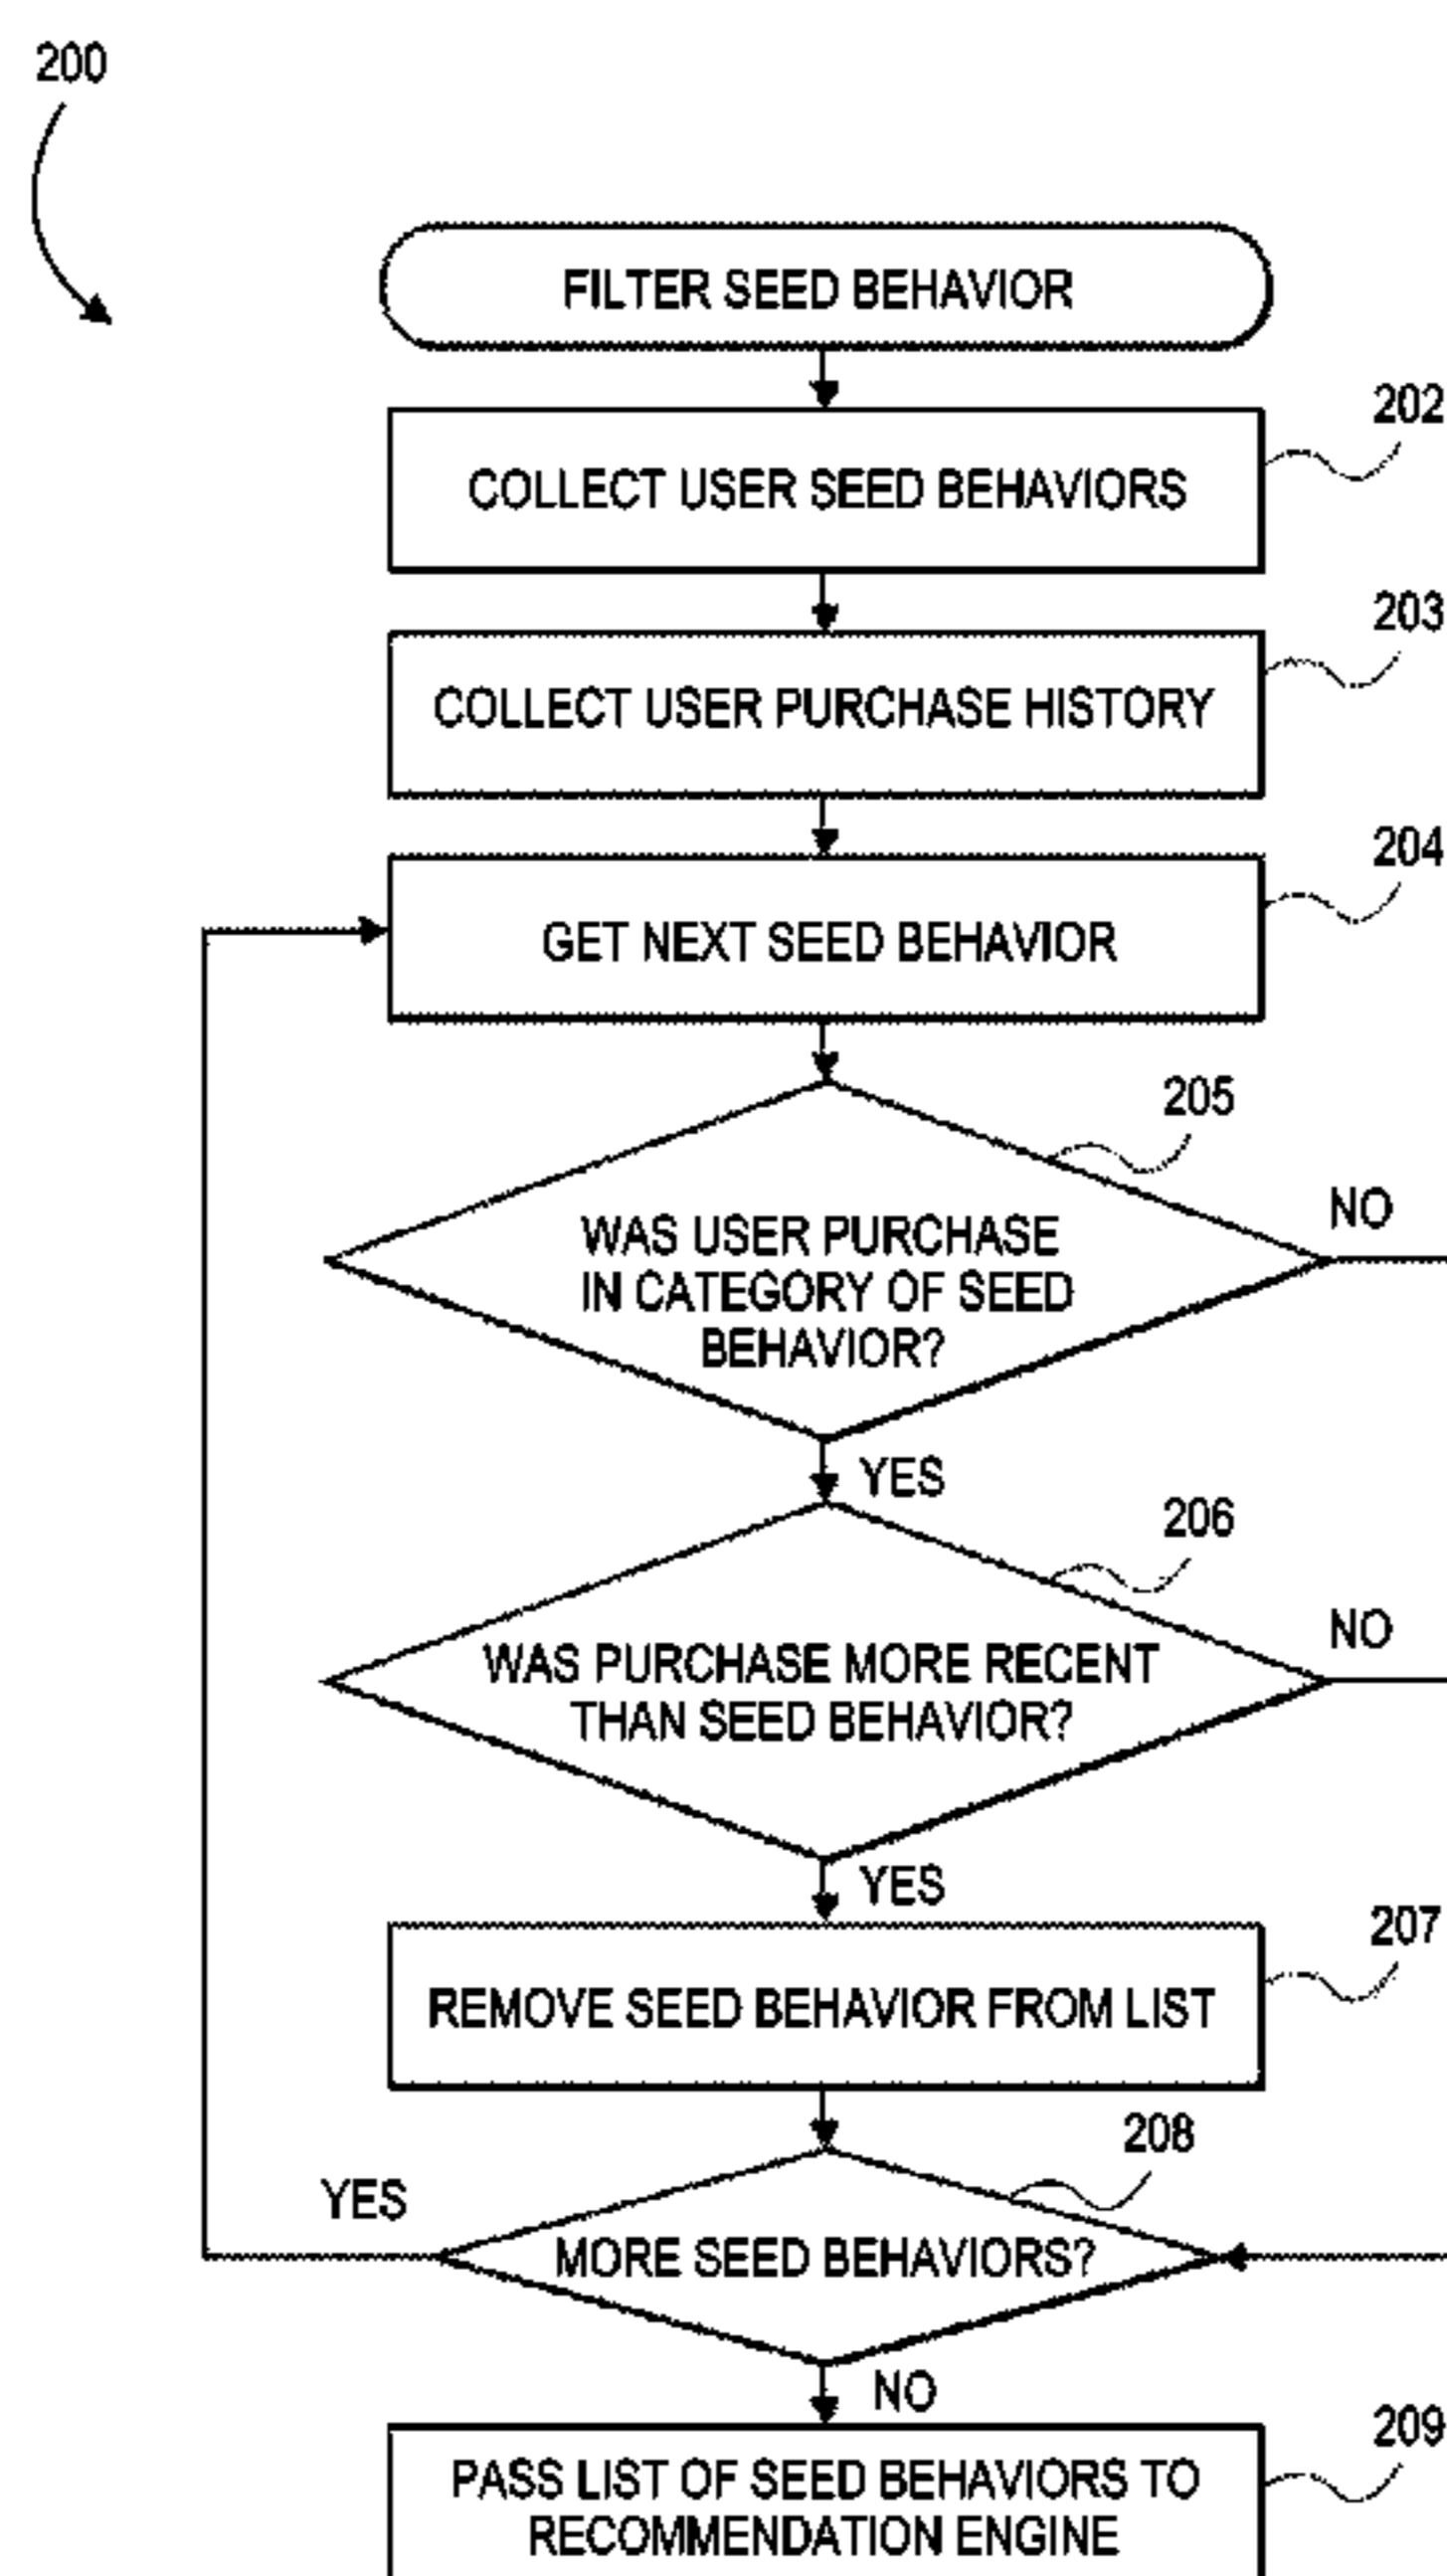 200
FILTER SEED BEHAVIOR
202
COLLECT USER SEED BEHAVIORS
203
COLLECT USER PURCHASE HISTORY
204
GET NEXT SEED BEHAVIOR
205
NO
WAS USER PURCHASE
IN CATEGORY OF SEED
BEHAVIOR?
YES
206
NO
WAS PURCHASE MORE RECENT
THAN SEED BEHAVIOR?
YES
207
REMOVE SEED BEHAVIOR FROM LIST
208
YES
MORE SEED BEHAVIORS?
NO
209
PASS LIST OF SEED BEHAVIORS TO
RECOMMENDATION ENGINE